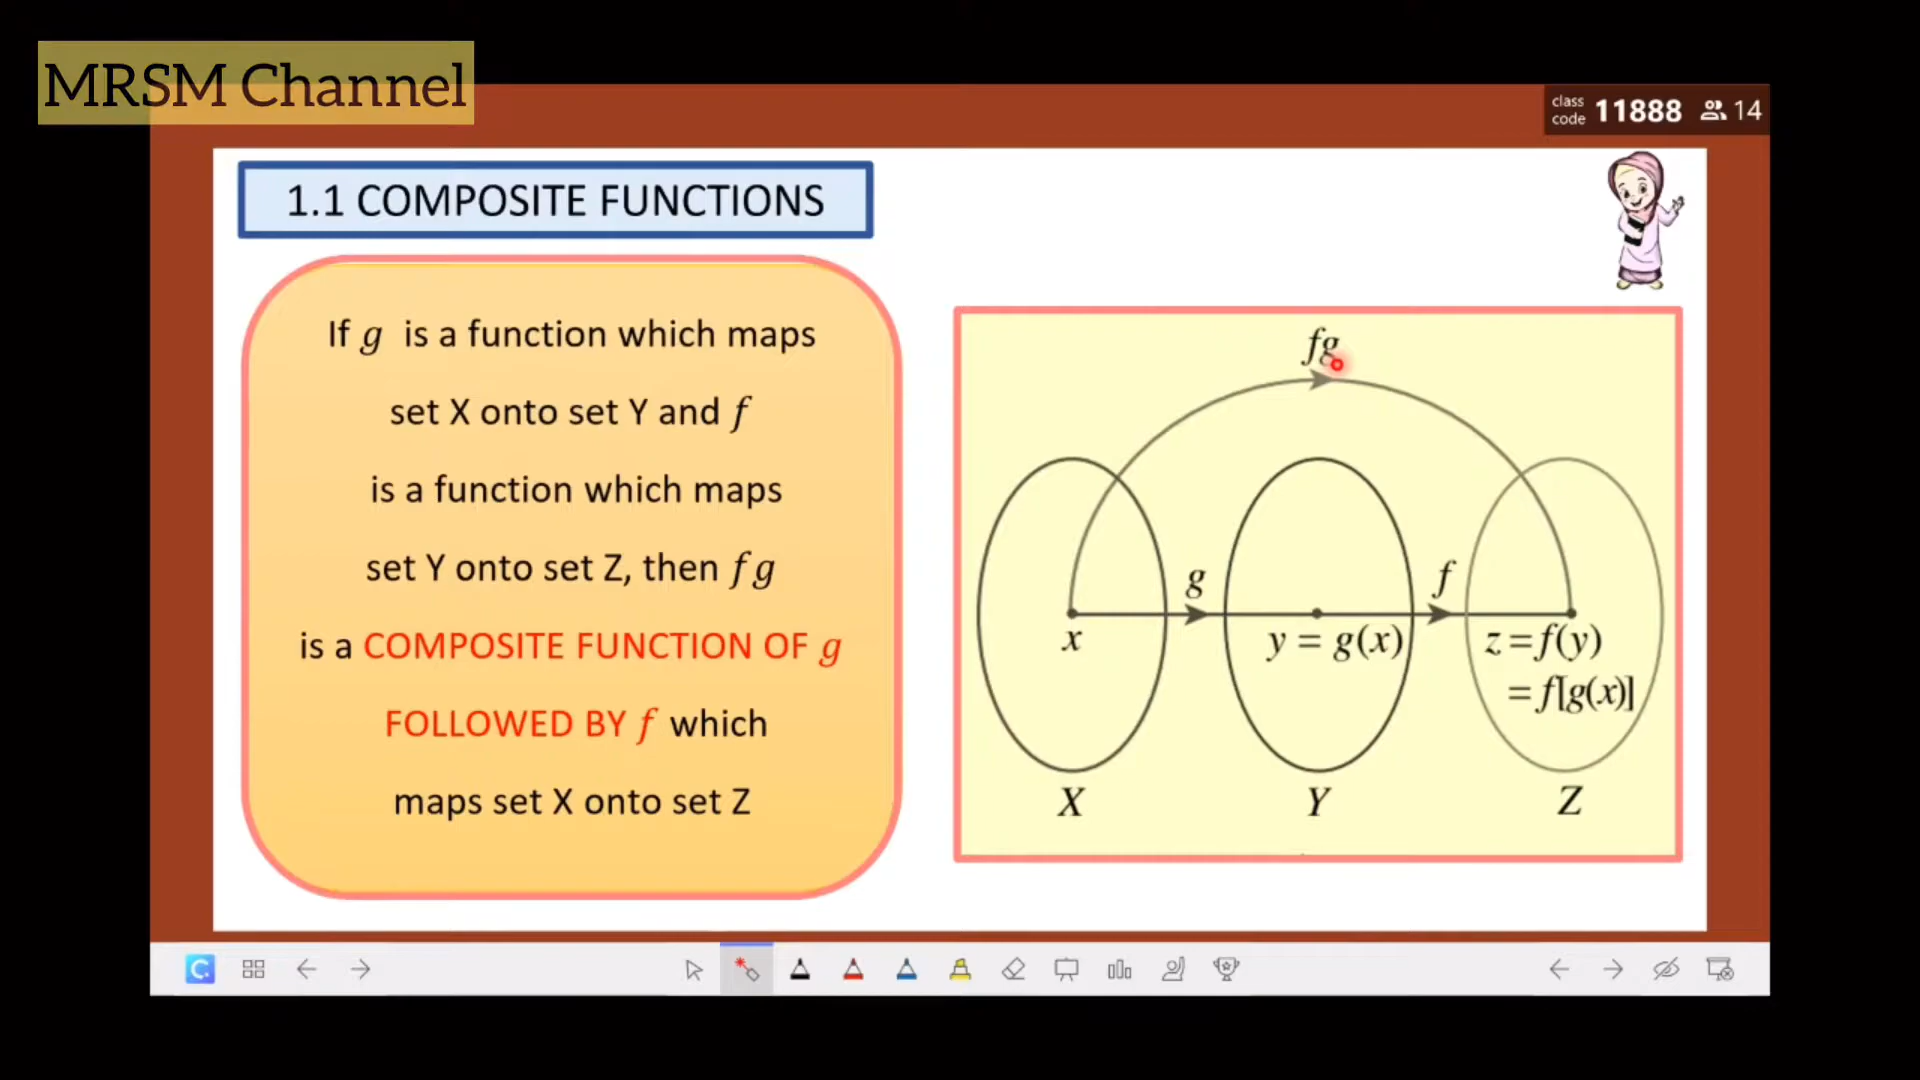 MRSM Channel
class code 11888 14
1.1 COMPOSITE FUNCTIONS
If g is a function which maps
set X onto set Y and f
is a function which maps
set Y onto set Z, then fg
is a COMPOSITE FUNCTION OF g
FOLLOWED BY f which
maps set X onto set Z
fg
g
f
x
y = g(x)
z = f(y)
= f[g(x)]
X
Y
Z